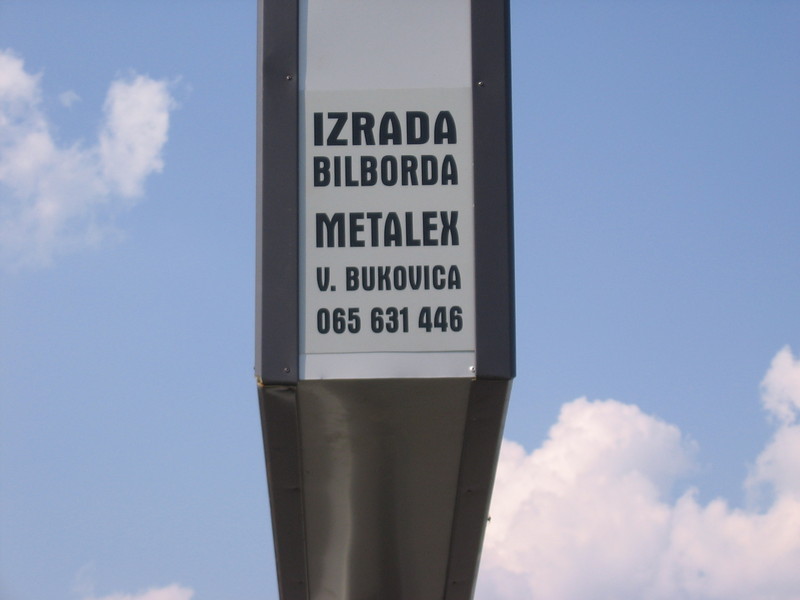 IZRADA
BILBORDA
METALEX
V. BUKOVICA
065 631 446